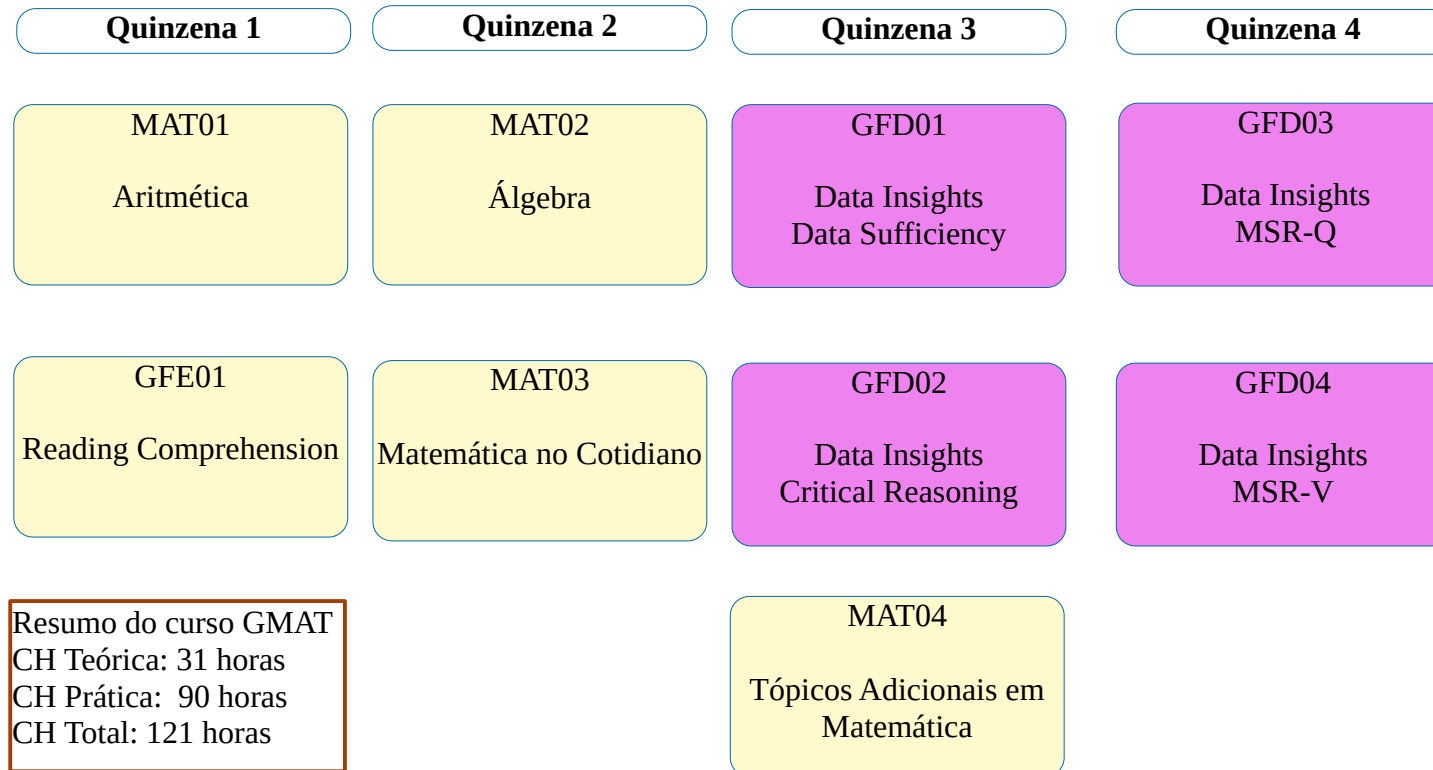 Quinzena 1
Quinzena 2
Quinzena 3
Quinzena 4
MAT01
Aritmética
MAT02
Álgebra
GFD01
Data Insights
Data Sufficiency
GFD03
Data Insights
MSR-Q
GFE01
Reading Comprehension
MAT03
Matemática no Cotidiano
GFD02
Data Insights
Critical Reasoning
GFD04
Data Insights
MSR-V
Resumo do curso GMAT
CH Teórica: 31 horas
CH Prática:  90 horas
CH Total: 121 horas
MAT04
Tópicos Adicionais em
Matemática